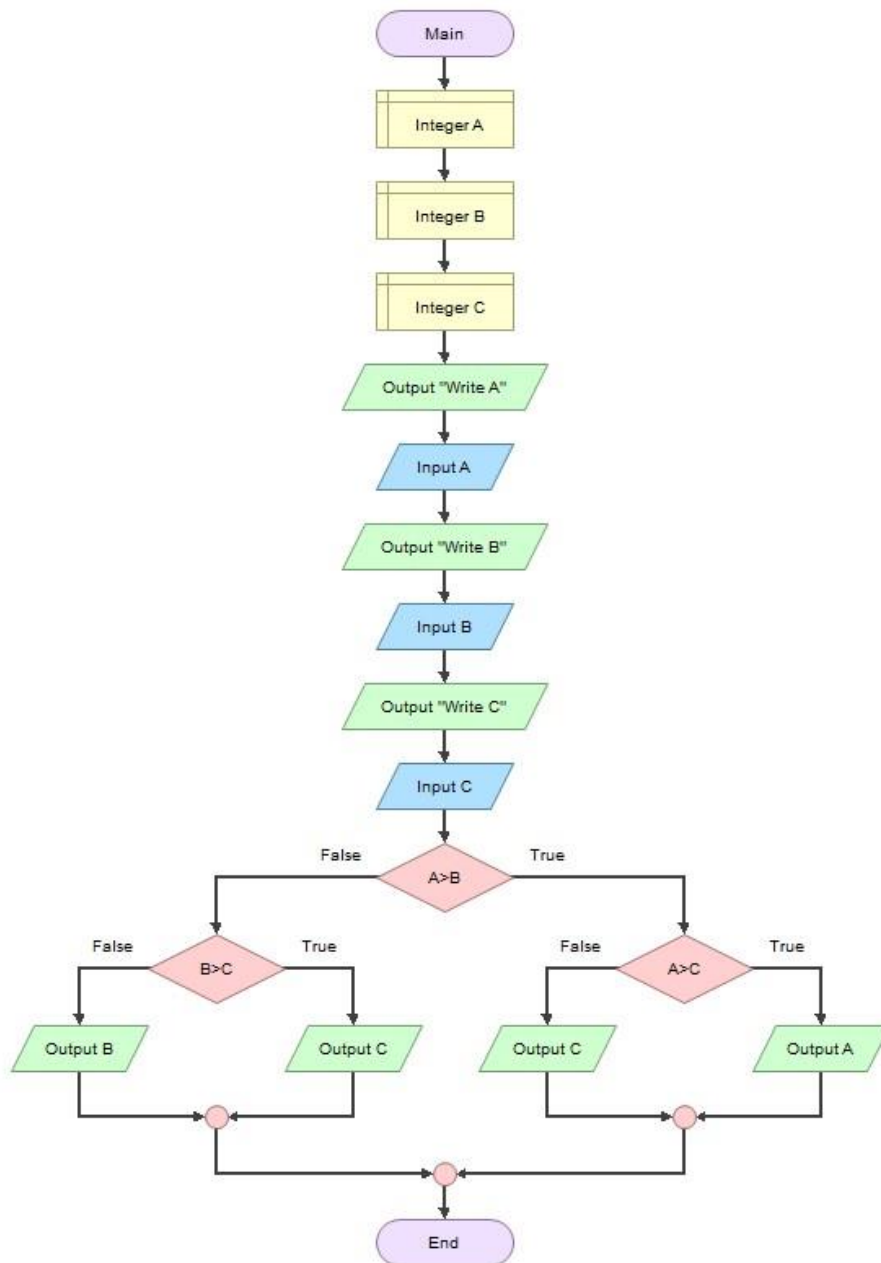 Main
Integer A
Integer B
Integer C
Output "Write A"
Input A
Output "Write B"
Input B
Output "Write C"
Input C
False
True
A>B
False
True
False
True
B>C
A>C
Output B
Output C
Output C
Output A
End